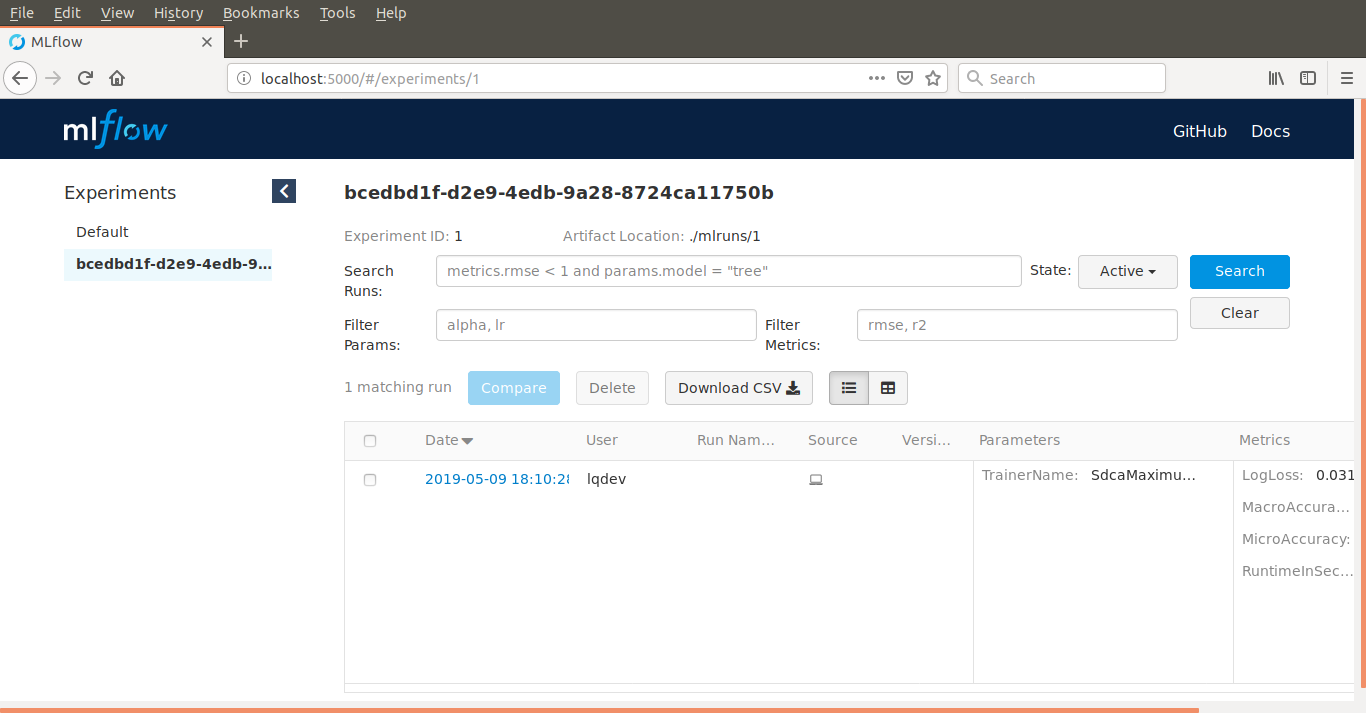 File Edit View History Bookmarks Tools Help
MLflow
localhost:5000/#/experiments/1
Search
mlflow
GitHub Docs
Experiments
Default
bcedbd1f-d2e9-4edb-9...
bcedbd1f-d2e9-4edb-9a28-8724ca11750b
Experiment ID: 1 Artifact Location: ./mlruns/1
Search Runs:
metrics.rmse < 1 and params.model = "tree"
State: Active Search
Filter Params:
alpha, lr
Filter Metrics:
rmse, r2
Clear
1 matching run Compare Delete Download CSV
Date User Run Nam... Source Versi... Parameters Metrics
2019-05-09 18:10:28 lqdev TrainerName: SdcaMaximu... LogLoss: 0.031
MacroAccura...
MicroAccuracy:
RuntimeInSec...